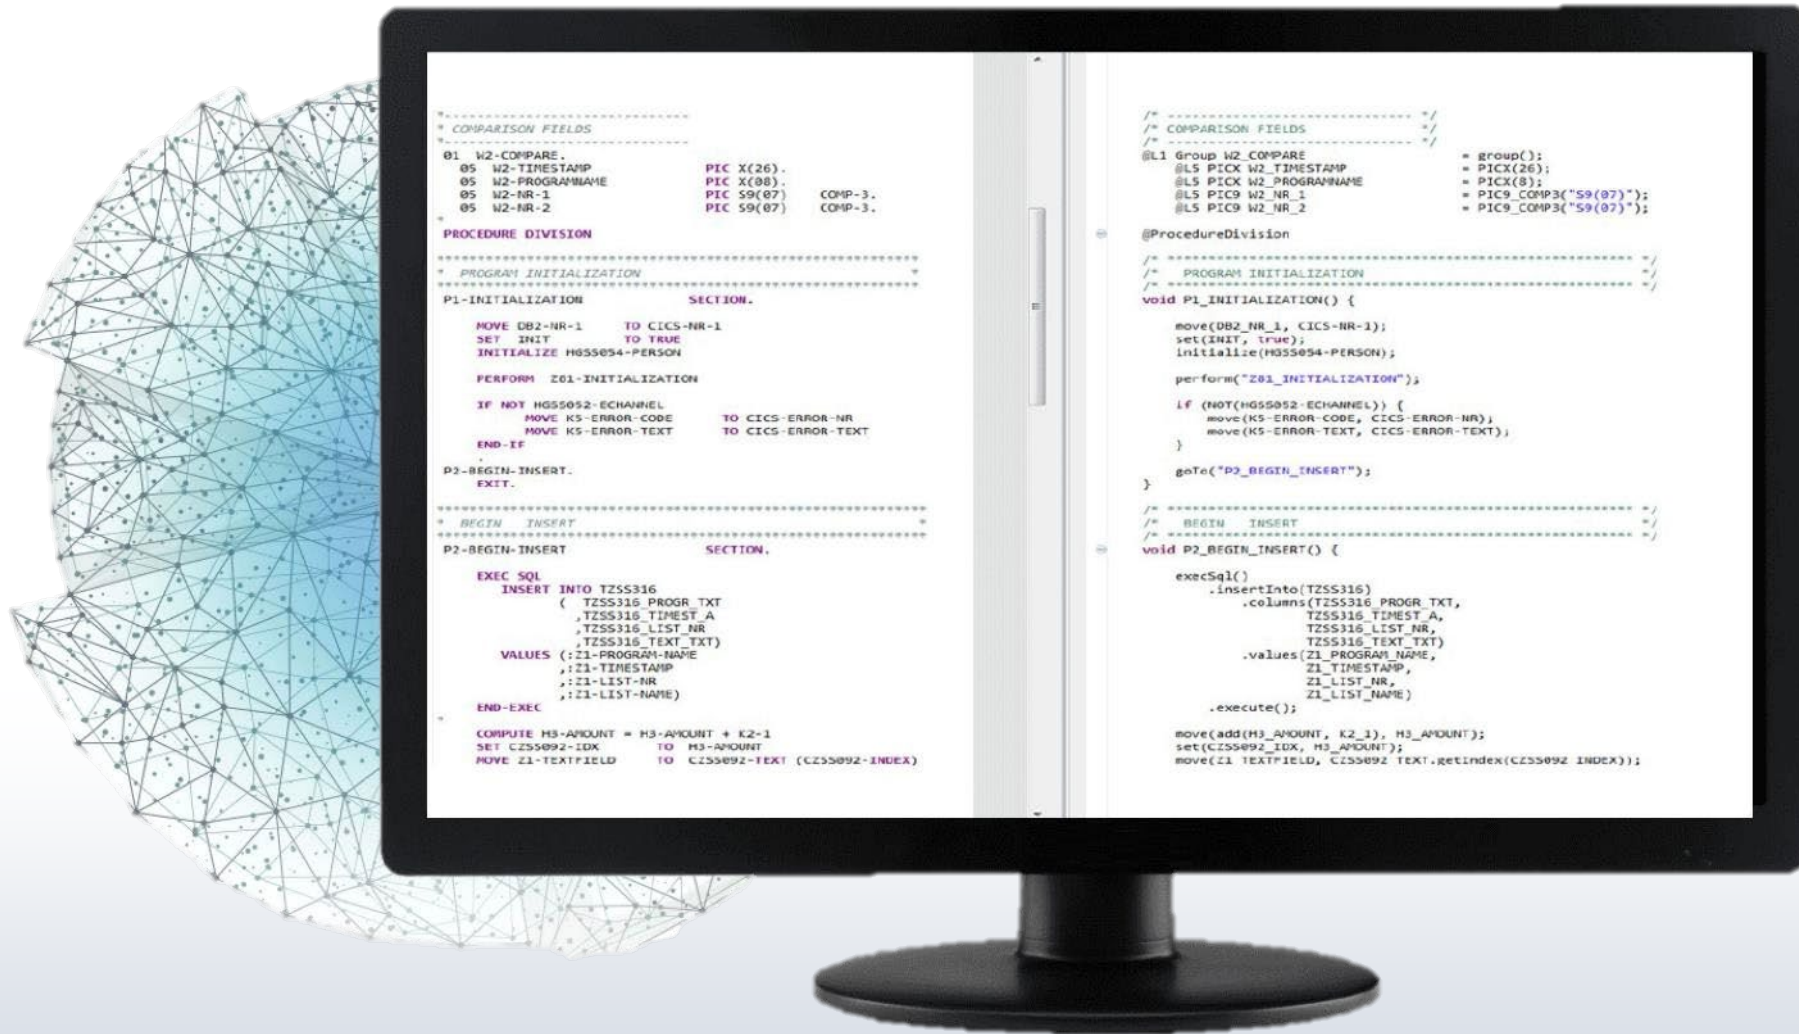 *------------------------------
* COMPARISON FIELDS
*------------------------------
01 W2-COMPARE.
05 W2-TIMESTAMP PIC X(26).
05 W2-PROGRAMNAME PIC X(08).
05 W2-NR-1 PIC S9(07) COMP-3.
05 W2-NR-2 PIC S9(07) COMP-3.
*
PROCEDURE DIVISION
***********************************************************
* PROGRAM INITIALIZATION *
***********************************************************
P1-INITIALIZATION SECTION.
MOVE DB2-NR-1 TO CICS-NR-1
SET INIT TO TRUE
INITIALIZE HGSS054-PERSON
PERFORM Z01-INITIALIZATION
IF NOT HGSS052-ECHANNEL
MOVE K5-ERROR-CODE TO CICS-ERROR-NR
MOVE K5-ERROR-TEXT TO CICS-ERROR-TEXT
END-IF
.
P2-BEGIN-INSERT.
EXIT.
************************************************************
* BEGIN INSERT *
************************************************************
P2-BEGIN-INSERT SECTION.
EXEC SQL
INSERT INTO TZSS316
( TZSS316_PROGR_TXT
,TZSS316_TIMEST_A
,TZSS316_LIST_NR
,TZSS316_TEXT_TXT)
VALUES (:Z1-PROGRAM-NAME
,:Z1-TIMESTAMP
,:Z1-LIST-NR
,:Z1-LIST-NAME)
END-EXEC
*
COMPUTE H3-AMOUNT = H3-AMOUNT + K2-1
SET CZSS092-IDX TO H3-AMOUNT
MOVE Z1-TEXTFIELD TO CZSS092-TEXT (CZSS092-INDEX)
/* ------------------------------ */
/* COMPARISON FIELDS */
/* ------------------------------ */
@L1 Group W2_COMPARE = group();
@L5 PICX W2_TIMESTAMP = PICX(26);
@L5 PICX W2_PROGRAMNAME = PICX(8);
@L5 PIC9 W2_NR_1 = PIC9_COMP3("S9(07)");
@L5 PIC9 W2_NR_2 = PIC9_COMP3("S9(07)");
@ProcedureDivision
/* ********************************************************* */
/* PROGRAM INITIALIZATION */
/* ********************************************************* */
void P1_INITIALIZATION() {
move(DB2_NR_1, CICS-NR-1);
set(INIT, true);
initialize(HGSS054-PERSON);
perform("Z01_INITIALIZATION");
if (NOT(HGSS052-ECHANNEL)) {
move(K5-ERROR-CODE, CICS-ERROR-NR);
move(K5-ERROR-TEXT, CICS-ERROR-TEXT);
}
goTo("P2_BEGIN_INSERT");
}
/* ********************************************************* */
/* BEGIN INSERT */
/* ********************************************************* */
void P2_BEGIN_INSERT() {
execSql()
.insertInto(TZSS316)
.columns(TZSS316_PROGR_TXT,
TZSS316_TIMEST_A,
TZSS316_LIST_NR,
TZSS316_TEXT_TXT)
.values(Z1_PROGRAM_NAME,
Z1_TIMESTAMP,
Z1_LIST_NR,
Z1_LIST_NAME)
.execute();
move(add(H3_AMOUNT, K2_1), H3_AMOUNT);
set(CZSS092_IDX, H3_AMOUNT);
move(Z1_TEXTFIELD, CZSS092_TEXT.getIndex(CZSS092_INDEX));